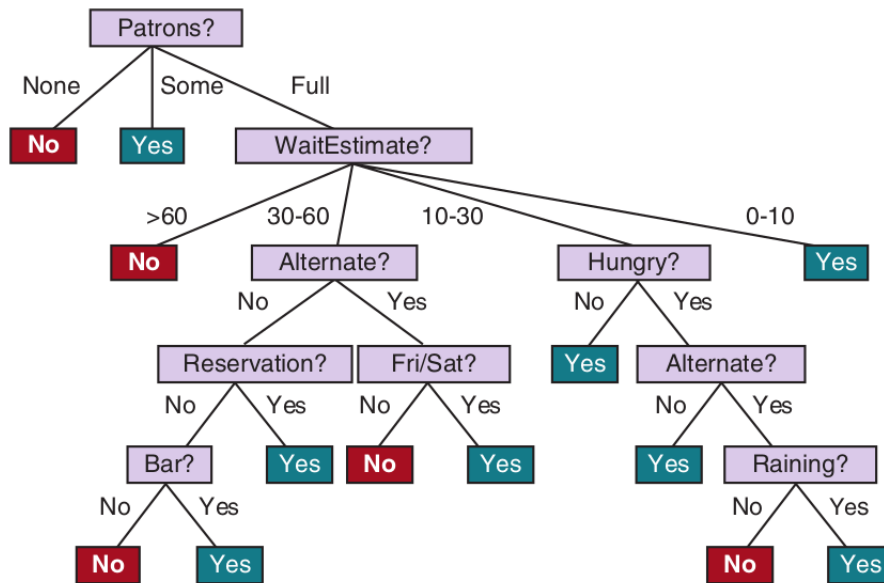 Patrons?
None Some Full
No Yes WaitEstimate?
>60 30-60 10-30 0-10
No Alternate? Hungry? Yes
No Yes No Yes
Reservation? Fri/Sat? Yes Alternate?
No Yes No Yes No Yes
Bar? Yes No Yes Yes Raining?
No Yes No Yes
No Yes No Yes